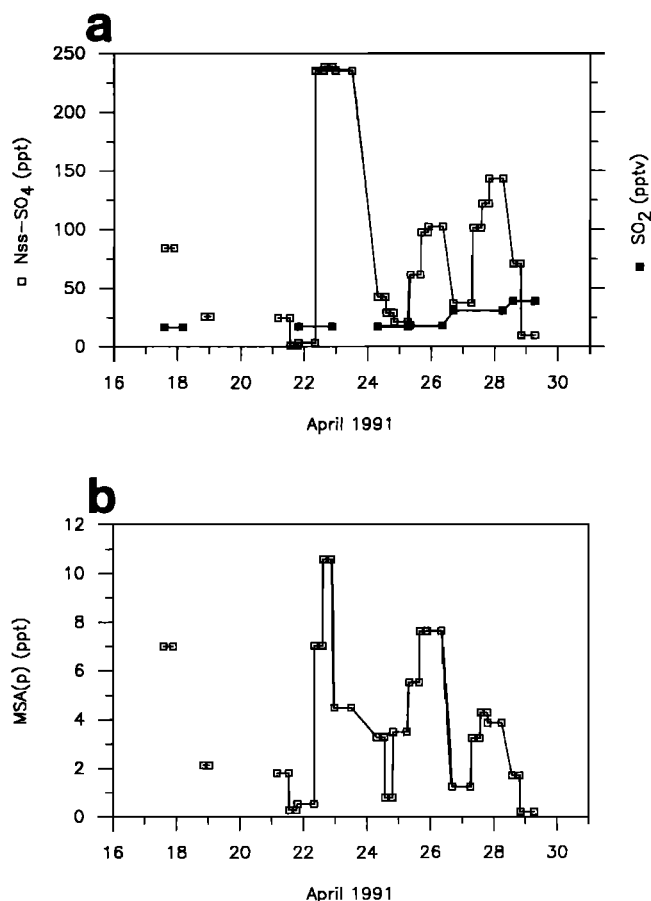 a
250
200
150
100
50
0
□ Nss-SO₄ (ppt)
■ SO₂ (pptv)
16 18 20 22 24 26 28 30
April 1991
b
12
10
8
6
4
2
0
MSA(p) (ppt)
16 18 20 22 24 26 28 30
April 1991